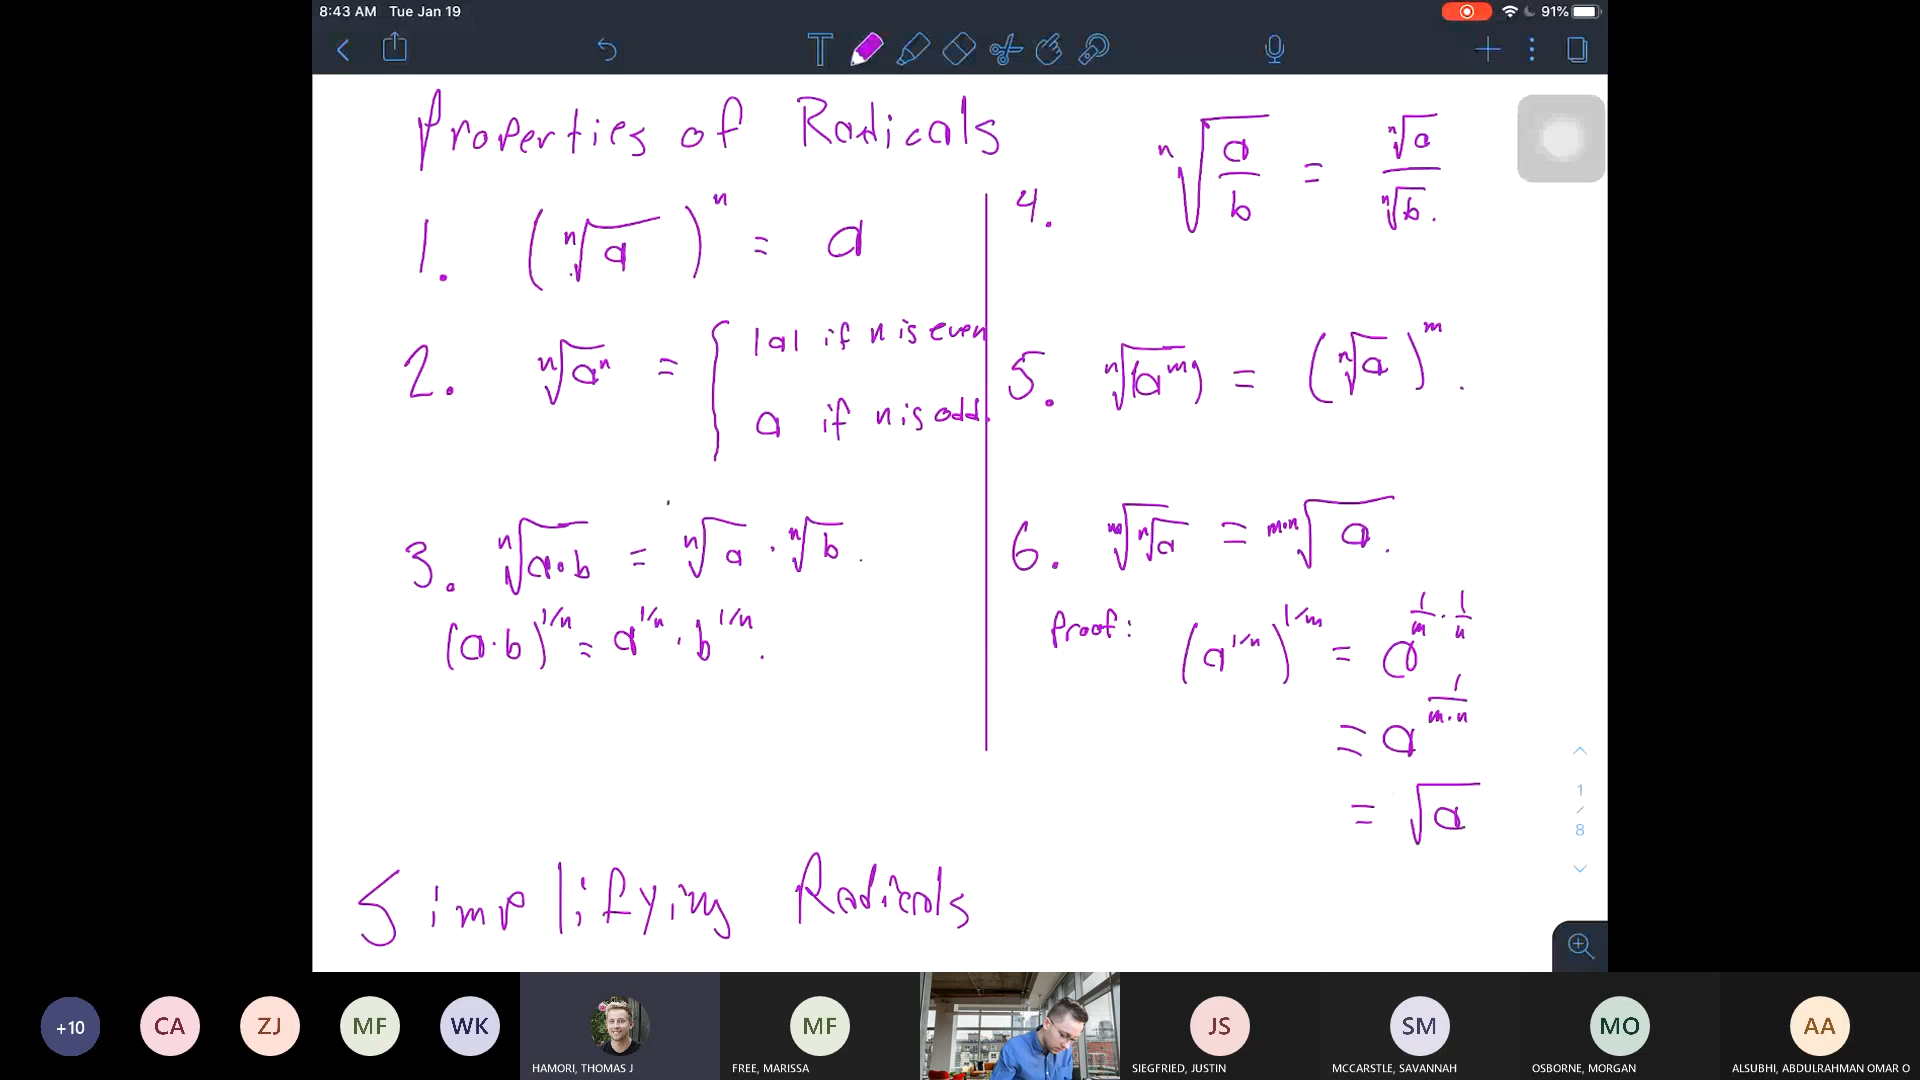 8:43 AM Tue Jan 19
91%
Properties of Radicals
1. (ⁿ√a)ⁿ = a
2. ⁿ√aⁿ = { |a| if n is even
a if n is odd.
3. ⁿ√a·b = ⁿ√a · ⁿ√b.
(a·b)^1/n = a^1/n · b^1/n.
4. ⁿ√(a/b) = ⁿ√a / ⁿ√b.
5. ⁿ√(aᵐ) = (ⁿ√a)ᵐ.
6. ᵐ√ⁿ√a = ᵐ·ⁿ√a.
Proof: (a^1/n)^1/m = a^(1/m · 1/n)
= a^(1/(m·n))
= √a
Simplifying Radicals
1
/
8
+10
CA
ZJ
MF
WK
HAMORI, THOMAS J
MF
FREE, MARISSA
JS
SIEGFRIED, JUSTIN
SM
MCCARSTLE, SAVANNAH
MO
OSBORNE, MORGAN
AA
ALSUBHI, ABDULRAHMAN OMAR O